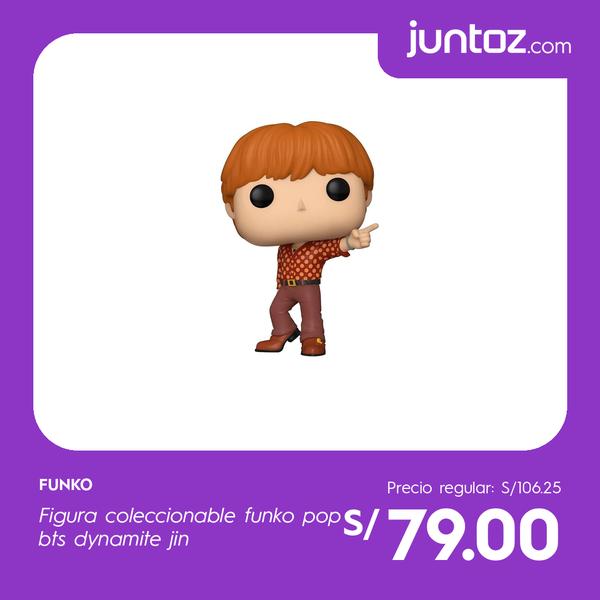 juntoz.com
FUNKO
Figura coleccionable funko pop
bts dynamite jin
Precio regular: S/106.25
S/79.00